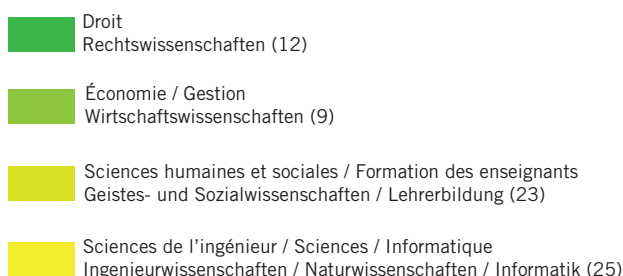 Droit
Rechtswissenschaften (12)
Économie / Gestion
Wirtschaftswissenschaften (9)
Sciences humaines et sociales / Formation des enseignants
Geistes- und Sozialwissenschaften / Lehrerbildung (23)
Sciences de l'ingénieur / Sciences / Informatique
Ingenieurwissenschaften / Naturwissenschaften / Informatik (25)